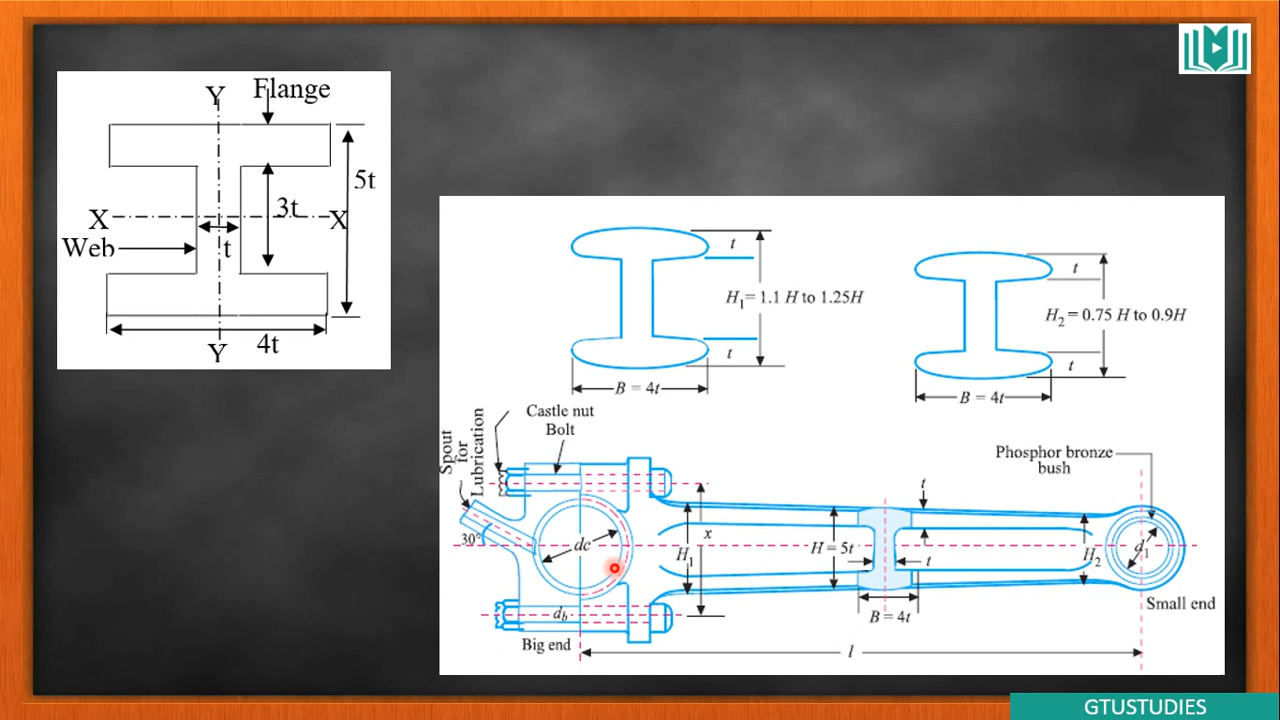 Y
Flange
5t
X
3t
X
t
Web
4t
Y
t
H₁ = 1.1 H to 1.25H
t
B = 4t
t
H₂ = 0.75 H to 0.9H
t
B = 4t
Spout
for
Lubrication
Castle nut
Bolt
Phosphor bronze
bush
30°
dc
x
H₁
H = 5t
t
t
B = 4t
H₂
d₁
Small end
d_b
Big end
l
GTUSTUDIES